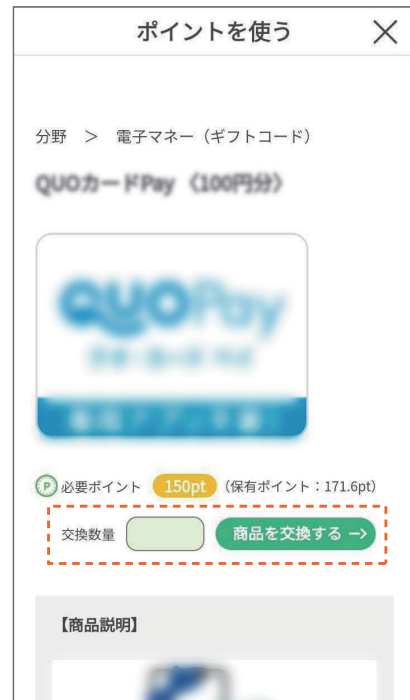 ポイントを使う
分野 ＞ 電子マネー（ギフトコード）
QUOカードPay 〈100円分〉
QUO Pay
必要ポイント 150pt （保有ポイント：171.6pt）
交換数量 商品を交換する
【商品説明】